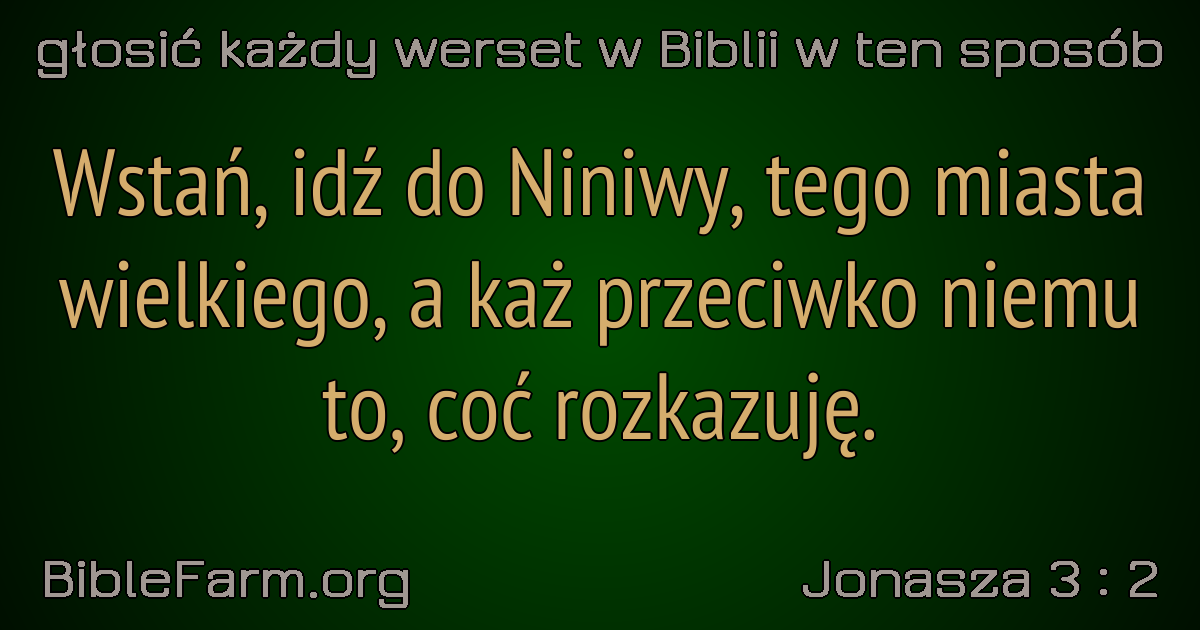 głosić każdy werset w Biblii w ten sposób
Wstań, idź do Niniwy, tego miasta
wielkiego, a każ przeciwko niemu
to, coć rozkazuję.
BibleFarm.org
Jonasza 3 : 2